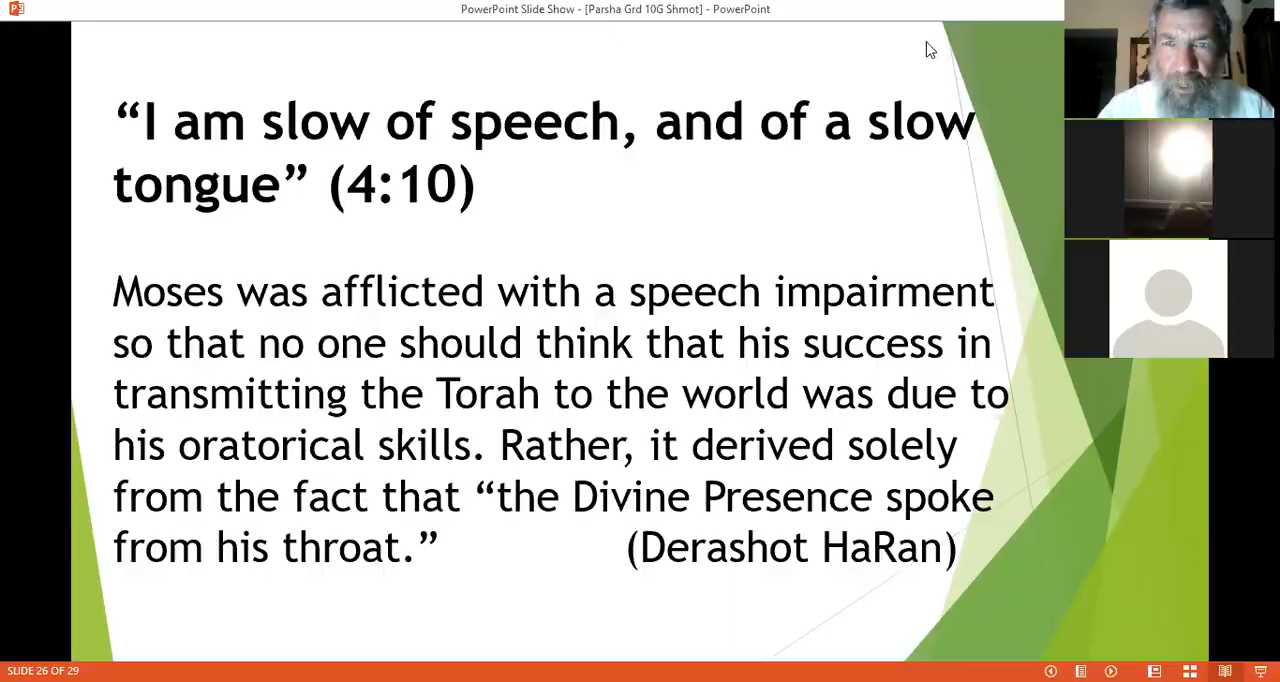 PowerPoint Slide Show - [Parsha Grd 10G Shmot] - PowerPoint
“I am slow of speech, and of a slow
tongue” (4:10)
Moses was afflicted with a speech impairment
so that no one should think that his success in
transmitting the Torah to the world was due to
his oratorical skills. Rather, it derived solely
from the fact that “the Divine Presence spoke
from his throat.” (Derashot HaRan)
SLIDE 26 OF 29